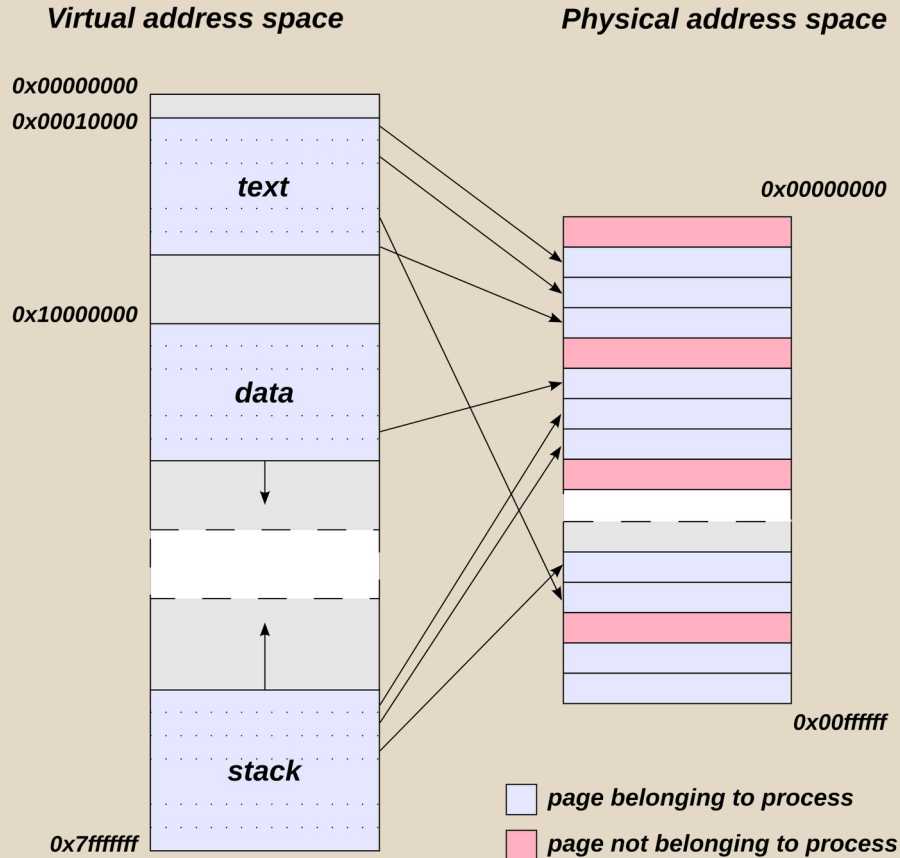 Virtual address space
Physical address space
0x00000000
0x00010000
text
0x00000000
0x10000000
data
stack
0x00ffffff
page belonging to process
0x7fffffff
page not belonging to process